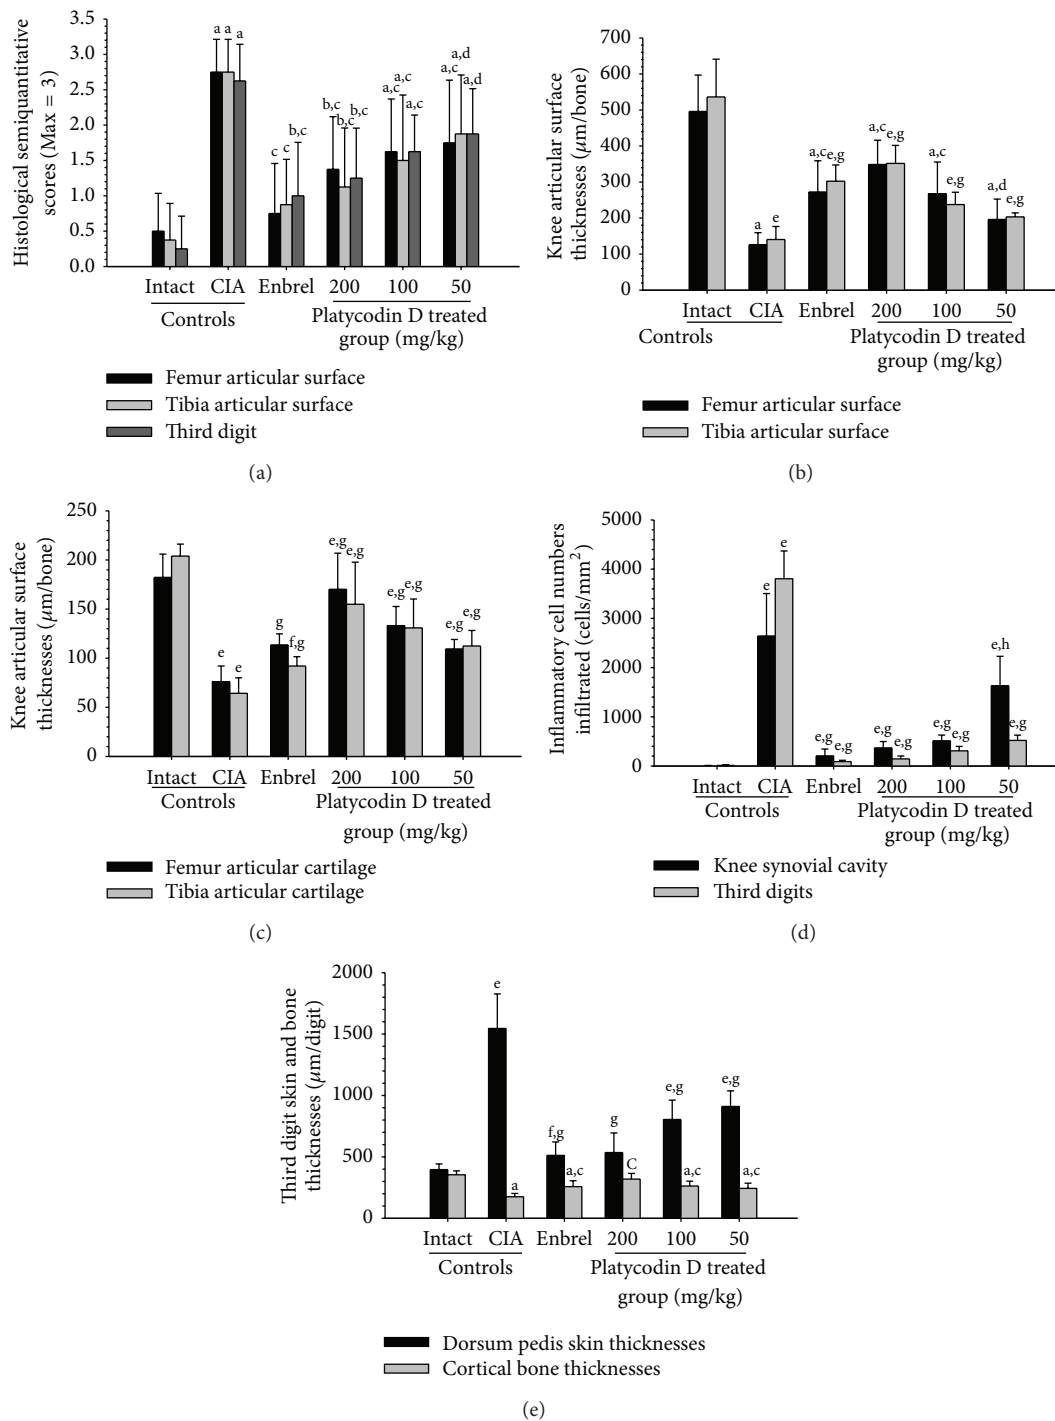 Histological semiquantitative
scores (Max = 3)
3.5
3.0
2.5
2.0
1.5
1.0
0.5
0.0
a a a
c c b,c
b,c b,c b,c
a,c a,c a,c
a,c a,d a,d
Intact CIA Enbrel 200 100 50
Controls Platycodin D treated
group (mg/kg)
Femur articular surface
Tibia articular surface
Third digit
(a)
Knee articular surface
thicknesses (μm/bone)
700
600
500
400
300
200
100
0
a e
a,c e,g
a,c e,g
a,c e,g
a,d e,g
Intact CIA Enbrel 200 100 50
Controls Platycodin D treated
group (mg/kg)
Femur articular surface
Tibia articular surface
(b)
Knee articular surface
thicknesses (μm/bone)
250
200
150
100
50
0
e e
g f,g
e,g e,g
e,g e,g
e,g e,g
Intact CIA Enbrel 200 100 50
Controls Platycodin D treated
group (mg/kg)
Femur articular cartilage
Tibia articular cartilage
(c)
Inflammatory cell numbers
infiltrated (cells/mm²)
5000
4000
3000
2000
1000
0
e e
e,g e,g
e,g e,g
e,g e,g
e,h e,g
Intact CIA Enbrel 200 100 50
Controls Platycodin D treated
group (mg/kg)
Knee synovial cavity
Third digits
(d)
Third digit skin and bone
thicknesses (μm/digit)
2000
1500
1000
500
0
e a
f,g a,c
g C
e,g a,c
e,g a,c
Intact CIA Enbrel 200 100 50
Controls Platycodin D treated
group (mg/kg)
Dorsum pedis skin thicknesses
Cortical bone thicknesses
(e)